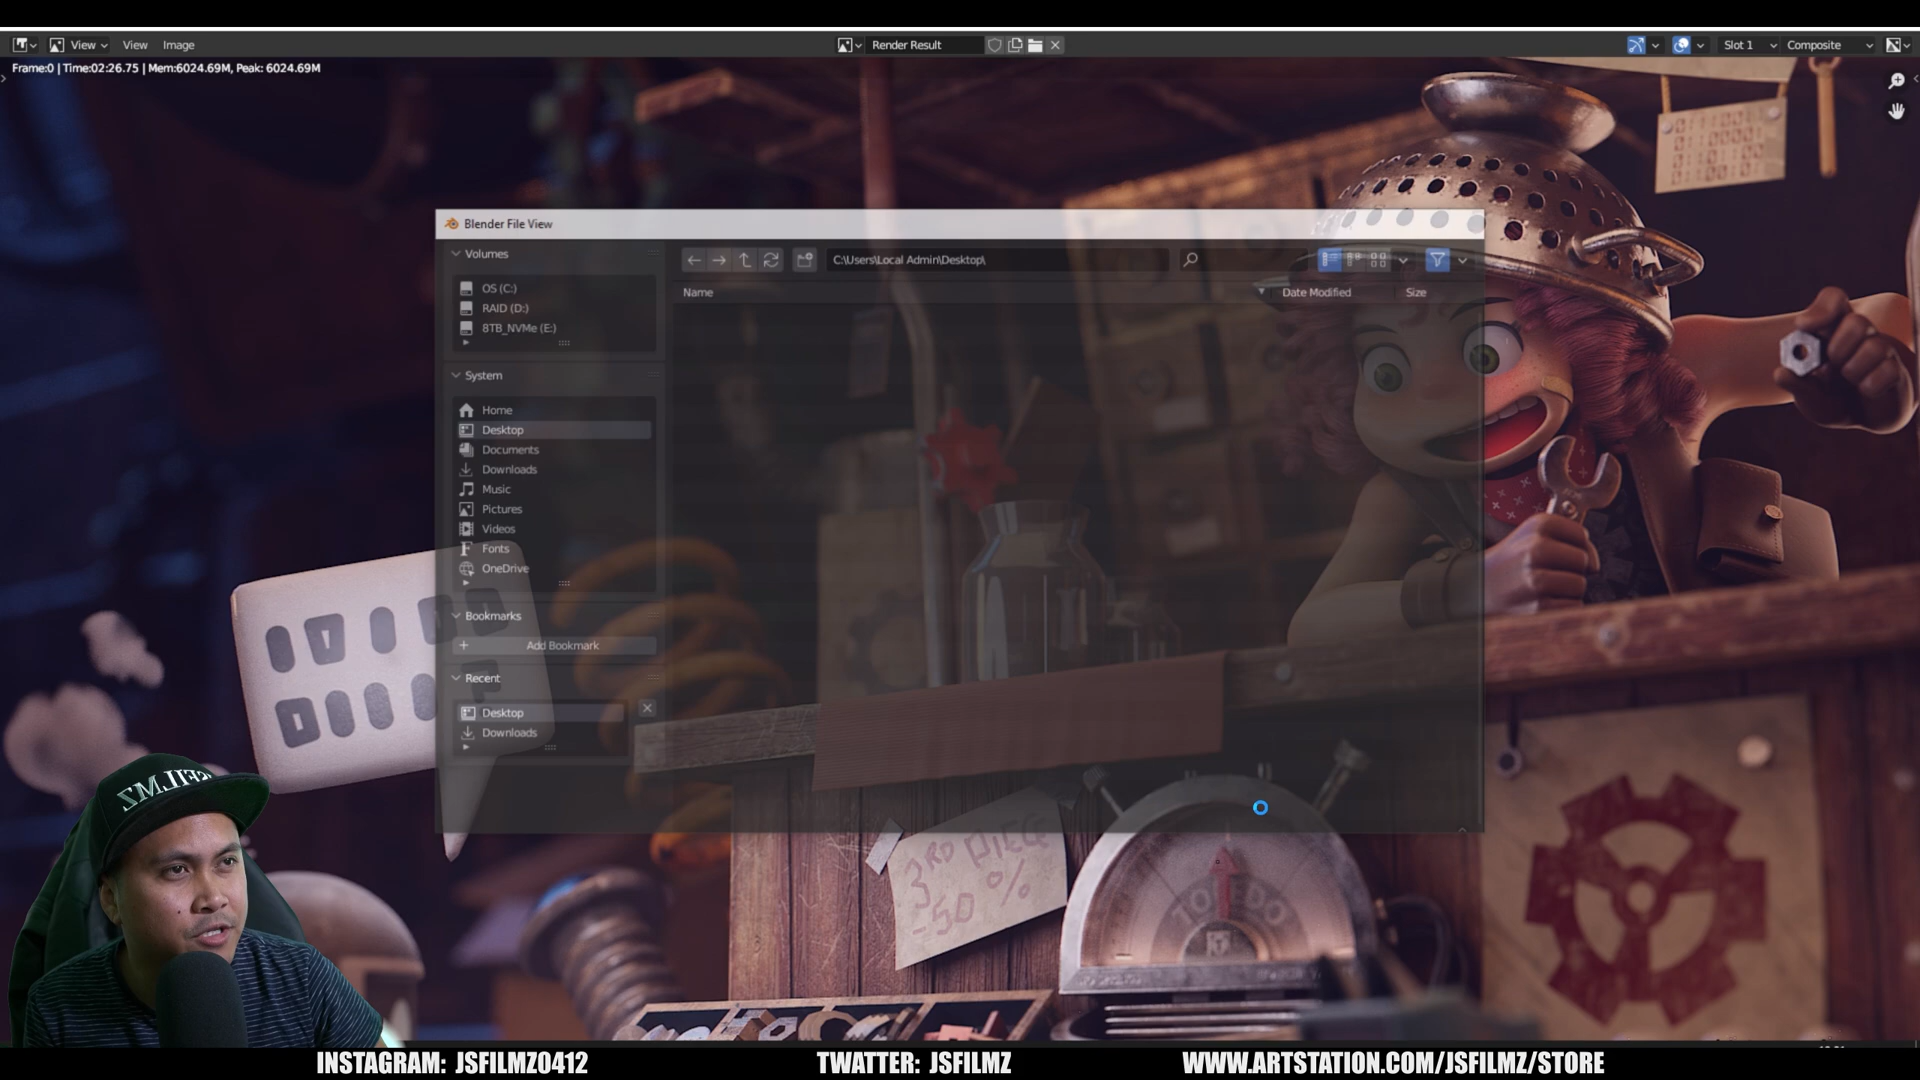 View View Image Render Result Slot 1 Composite
Frame:0 | Time:02:26.75 | Mem:6024.69M, Peak: 6024.69M
Blender File View
Volumes
OS (C:)
RAID (D:)
8TB_NVMe (E:)
System
Home
Desktop
Documents
Downloads
Music
Pictures
Videos
Fonts
OneDrive
Bookmarks
Add Bookmark
Recent
Desktop
Downloads
C:\Users\Local Admin\Desktop\
Name Date Modified Size
3RD PIECE
-50%
JSFILMZ
INSTAGRAM: JSFILMZ0412 TWATTER: JSFILMZ WWW.ARTSTATION.COM/JSFILMZ/STORE